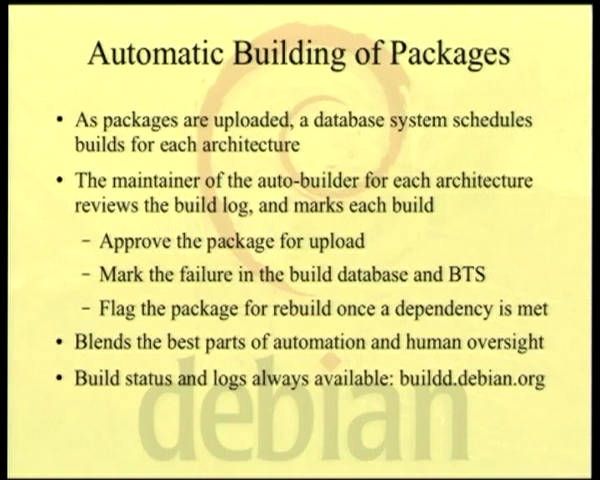 Automatic Building of Packages
• As packages are uploaded, a database system schedules
builds for each architecture
• The maintainer of the auto-builder for each architecture
reviews the build log, and marks each build
– Approve the package for upload
– Mark the failure in the build database and BTS
– Flag the package for rebuild once a dependency is met
• Blends the best parts of automation and human oversight
• Build status and logs always available: buildd.debian.org
debian